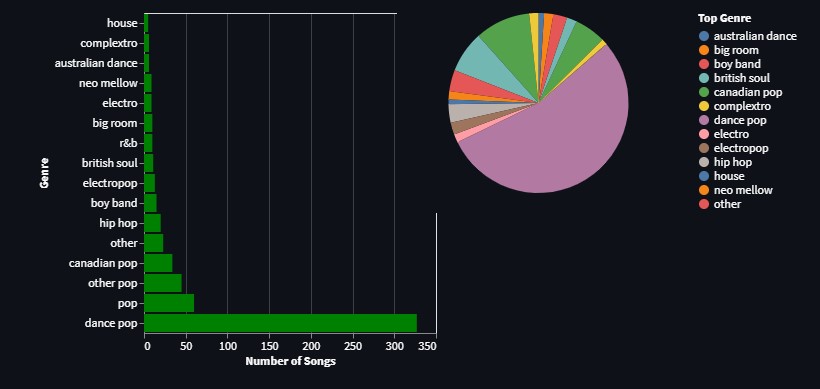 Genre
house
complextro
australian dance
neo mellow
electro
big room
r&b
british soul
electropop
boy band
hip hop
other
canadian pop
other pop
pop
dance pop
0 50 100 150 200 250 300 350
Number of Songs
Top Genre
australian dance
big room
boy band
british soul
canadian pop
complextro
dance pop
electro
electropop
hip hop
house
neo mellow
other